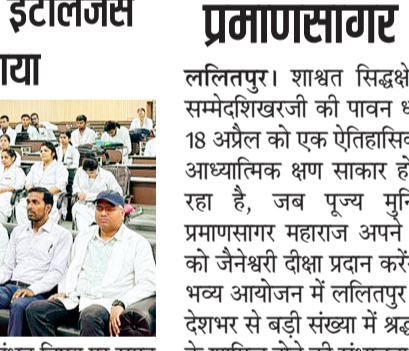 इंटेलिजेंस
प्रमाणसागर
ललितपुर। शाश्वत सिद्धक्षे
सम्मेदशिखरजी की पावन
18 अप्रैल को एक ऐतिहासिक
आध्यात्मिक क्षण साकार हो
रहा है, जब पूज्य मुनि
प्रमाणसागर महाराज अपने
को जैनेश्वरी दीक्षा प्रदान करेंगे
भव्य आयोजन में ललितपुर
देशभर से बड़ी संख्या में